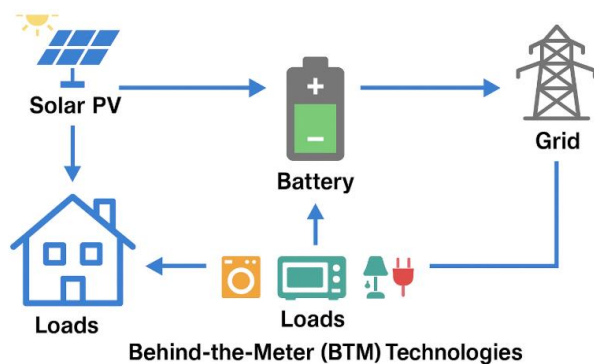 Solar PV
Battery
Grid
Loads
Loads
Behind-the-Meter (BTM) Technologies